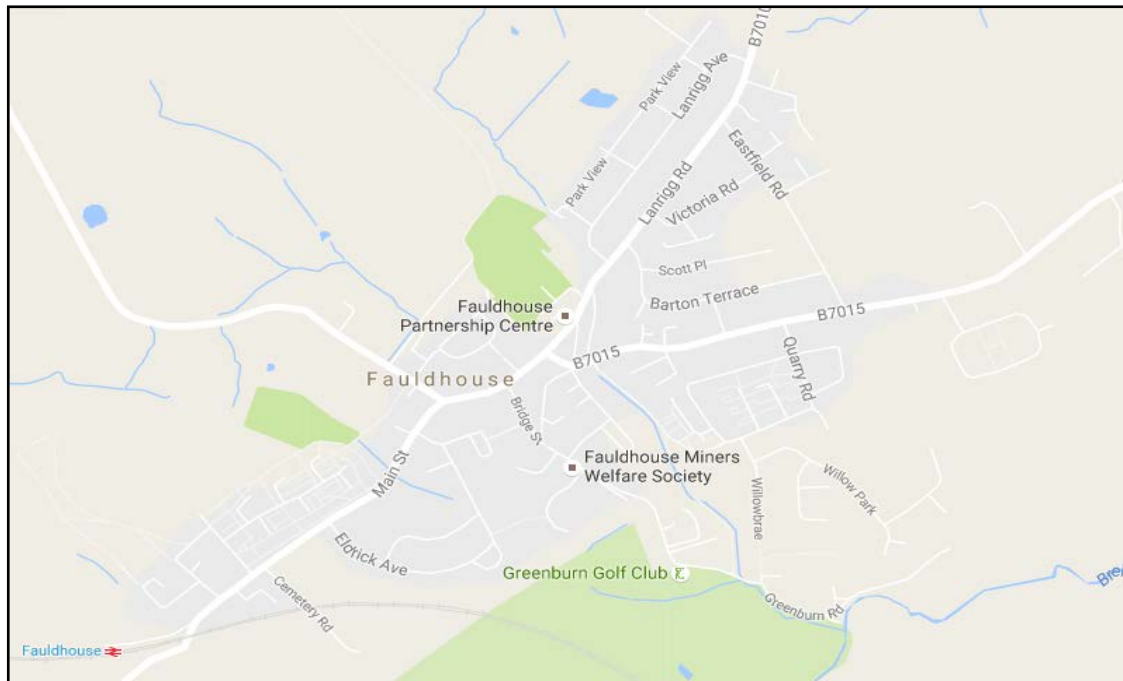 B7010
Park View
Lanrigg Ave
Eastfield Rd
Park View
Lanrigg Rd
Victoria Rd
Scott Pl
Barton Terrace
Fauldhouse
Partnership Centre
B7015
B7015
Quarry Rd
Fauldhouse
Bridge St
Main St
Fauldhouse Miners
Welfare Society
Willowbrae
Willow Park
Eldrick Ave
Greenburn Golf Club
Cemetery Rd
Greenburn Rd
Bre
Fauldhouse